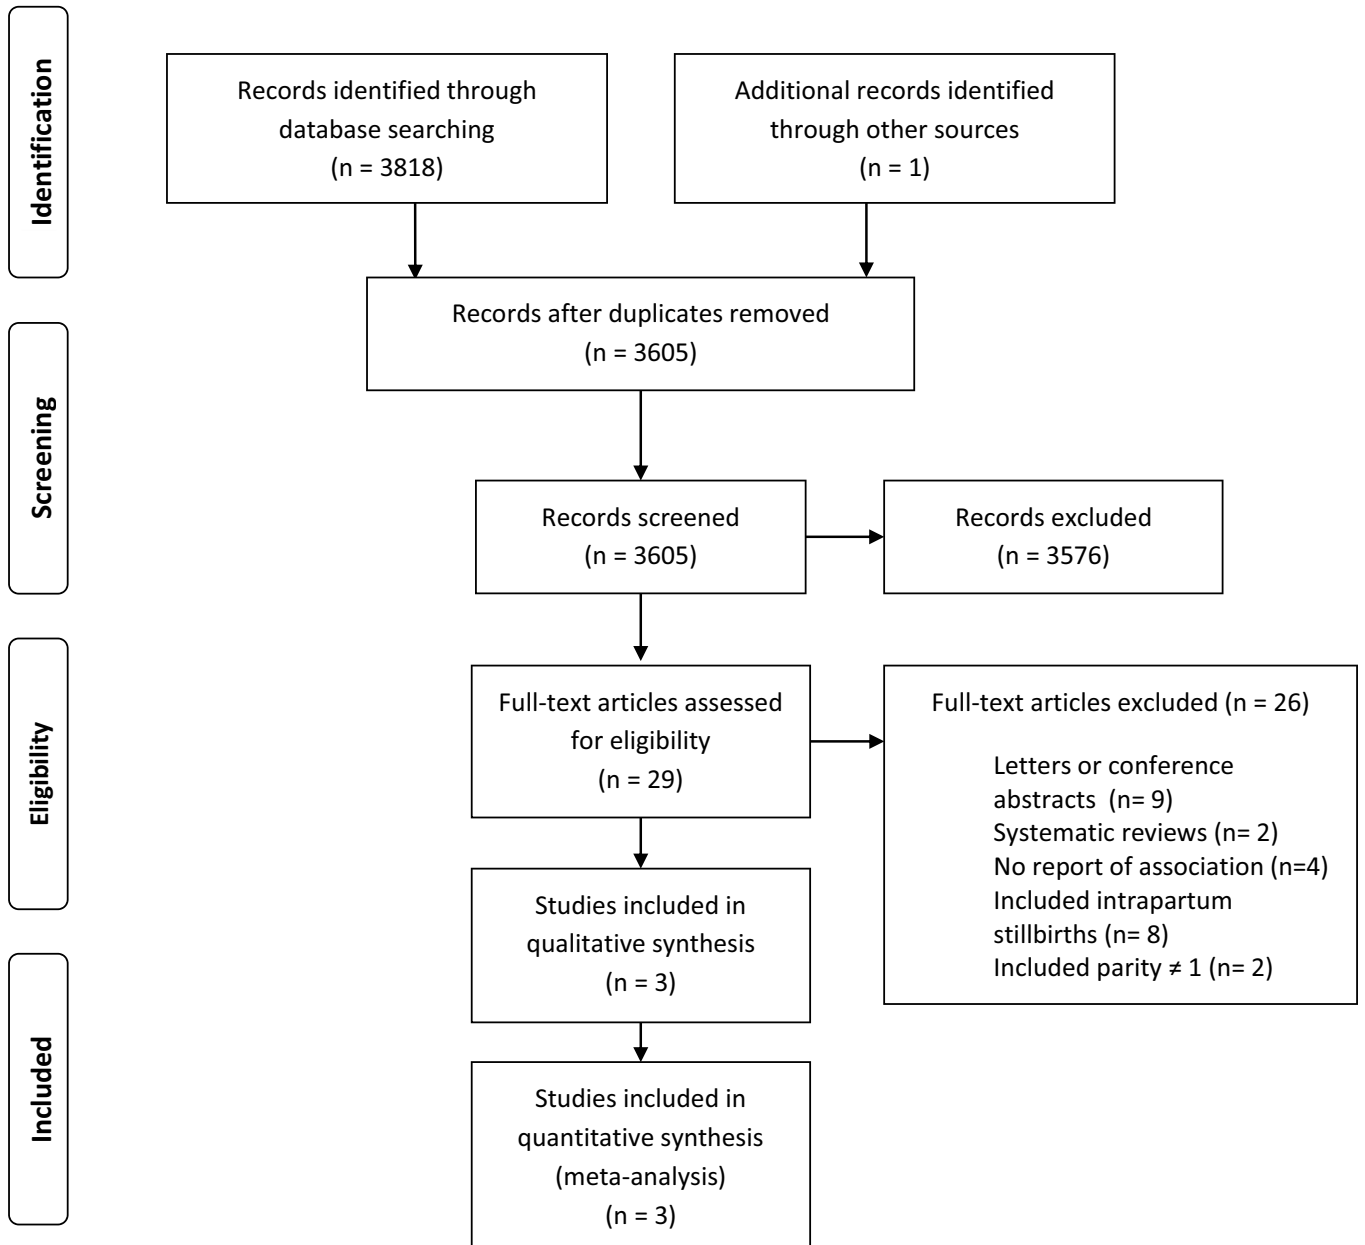 Identification
Records identified through
database searching
(n = 3818)
Additional records identified
through other sources
(n = 1)
Records after duplicates removed
(n = 3605)
Screening
Records screened
(n = 3605)
Records excluded
(n = 3576)
Eligibility
Full-text articles assessed
for eligibility
(n = 29)
Full-text articles excluded (n = 26)
Letters or conference
abstracts  (n= 9)
Systematic reviews (n= 2)
No report of association (n=4)
Included intrapartum
stillbirths (n= 8)
Included parity ≠ 1 (n= 2)
Studies included in
qualitative synthesis
(n = 3)
Included
Studies included in
quantitative synthesis
(meta-analysis)
(n = 3)